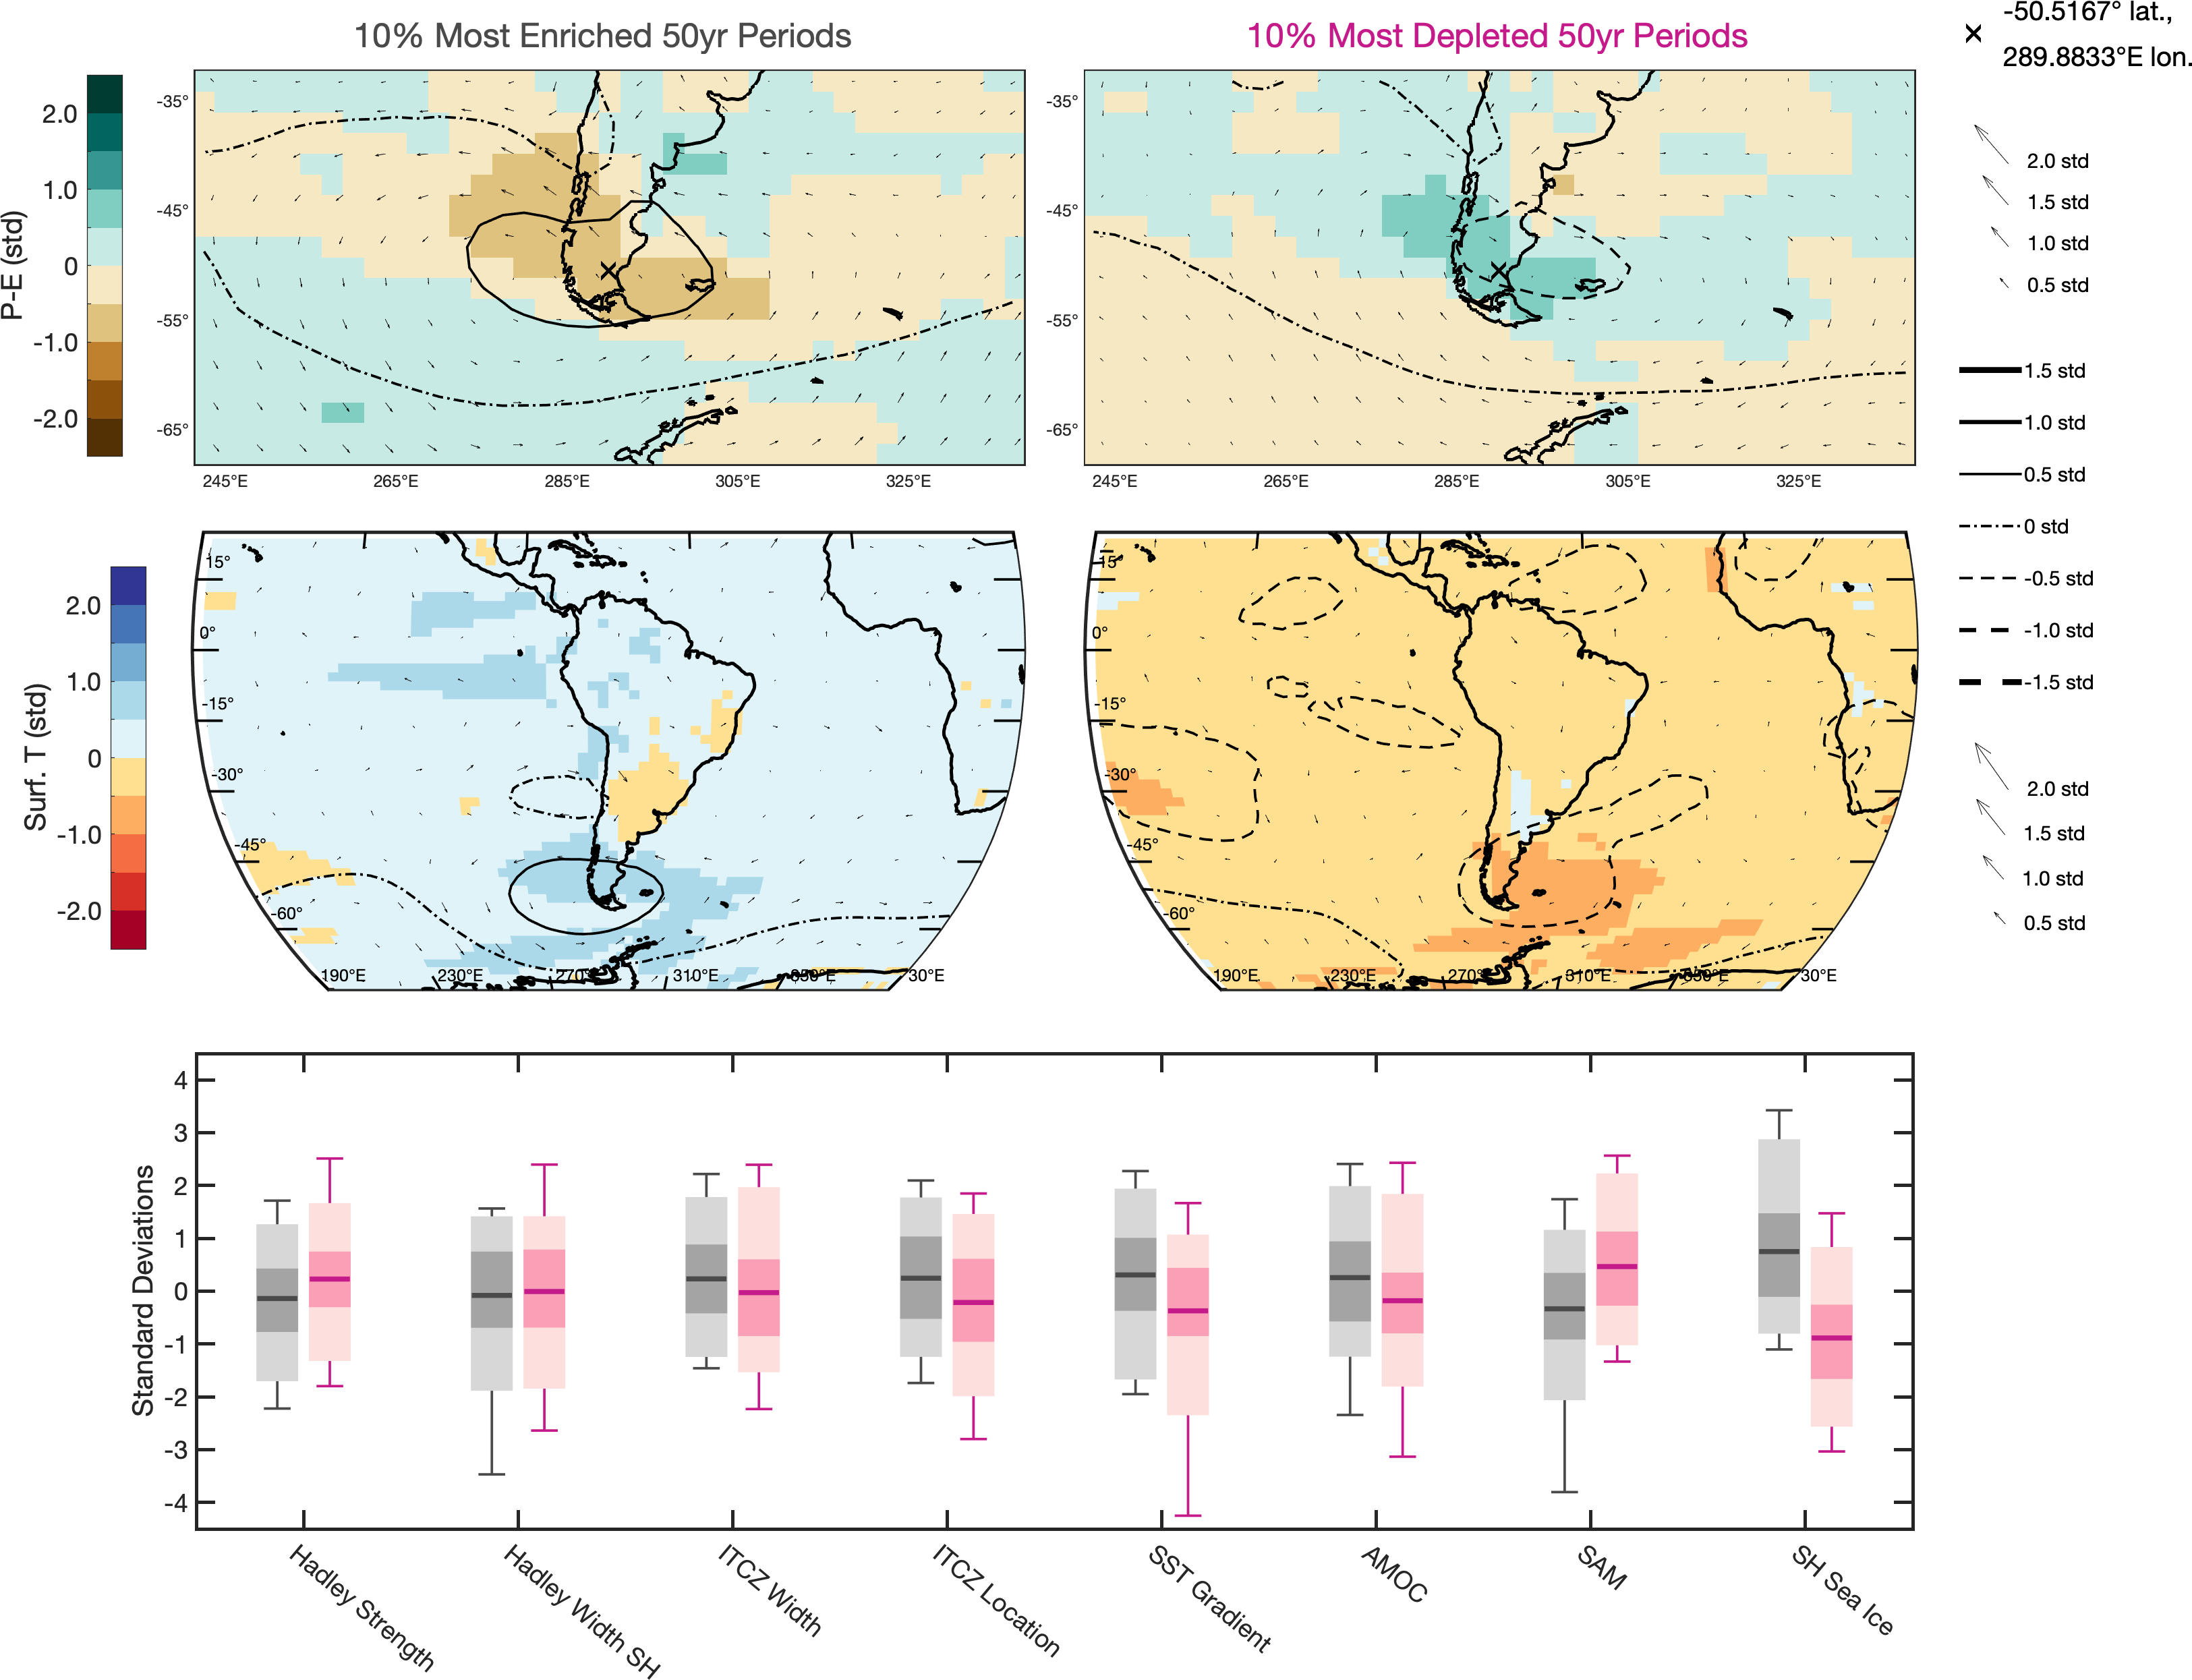 10% Most Enriched 50yr Periods
10% Most Depleted 50yr Periods
-50.5167° lat.,
289.8833°E lon.
P-E (std)
2.0
1.0
0
-1.0
-2.0
-35°
-45°
-55°
-65°
245°E 265°E 285°E 305°E 325°E
-35°
-45°
-55°
-65°
245°E 265°E 285°E 305°E 325°E
2.0 std
1.5 std
1.0 std
0.5 std
1.5 std
1.0 std
0.5 std
0 std
-0.5 std
-1.0 std
-1.5 std
Surf. T (std)
2.0
1.0
0
-1.0
-2.0
15°
0°
-15°
-30°
-45°
-60°
190°E 230°E 270°E 310°E 350°E 30°E
15°
0°
-15°
-30°
-45°
-60°
190°E 230°E 270°E 310°E 350°E 30°E
2.0 std
1.5 std
1.0 std
0.5 std
Standard Deviations
4
3
2
1
0
-1
-2
-3
-4
Hadley Strength
Hadley Width SH
ITCZ Width
ITCZ Location
SST Gradient
AMOC
SAM
SH Sea Ice